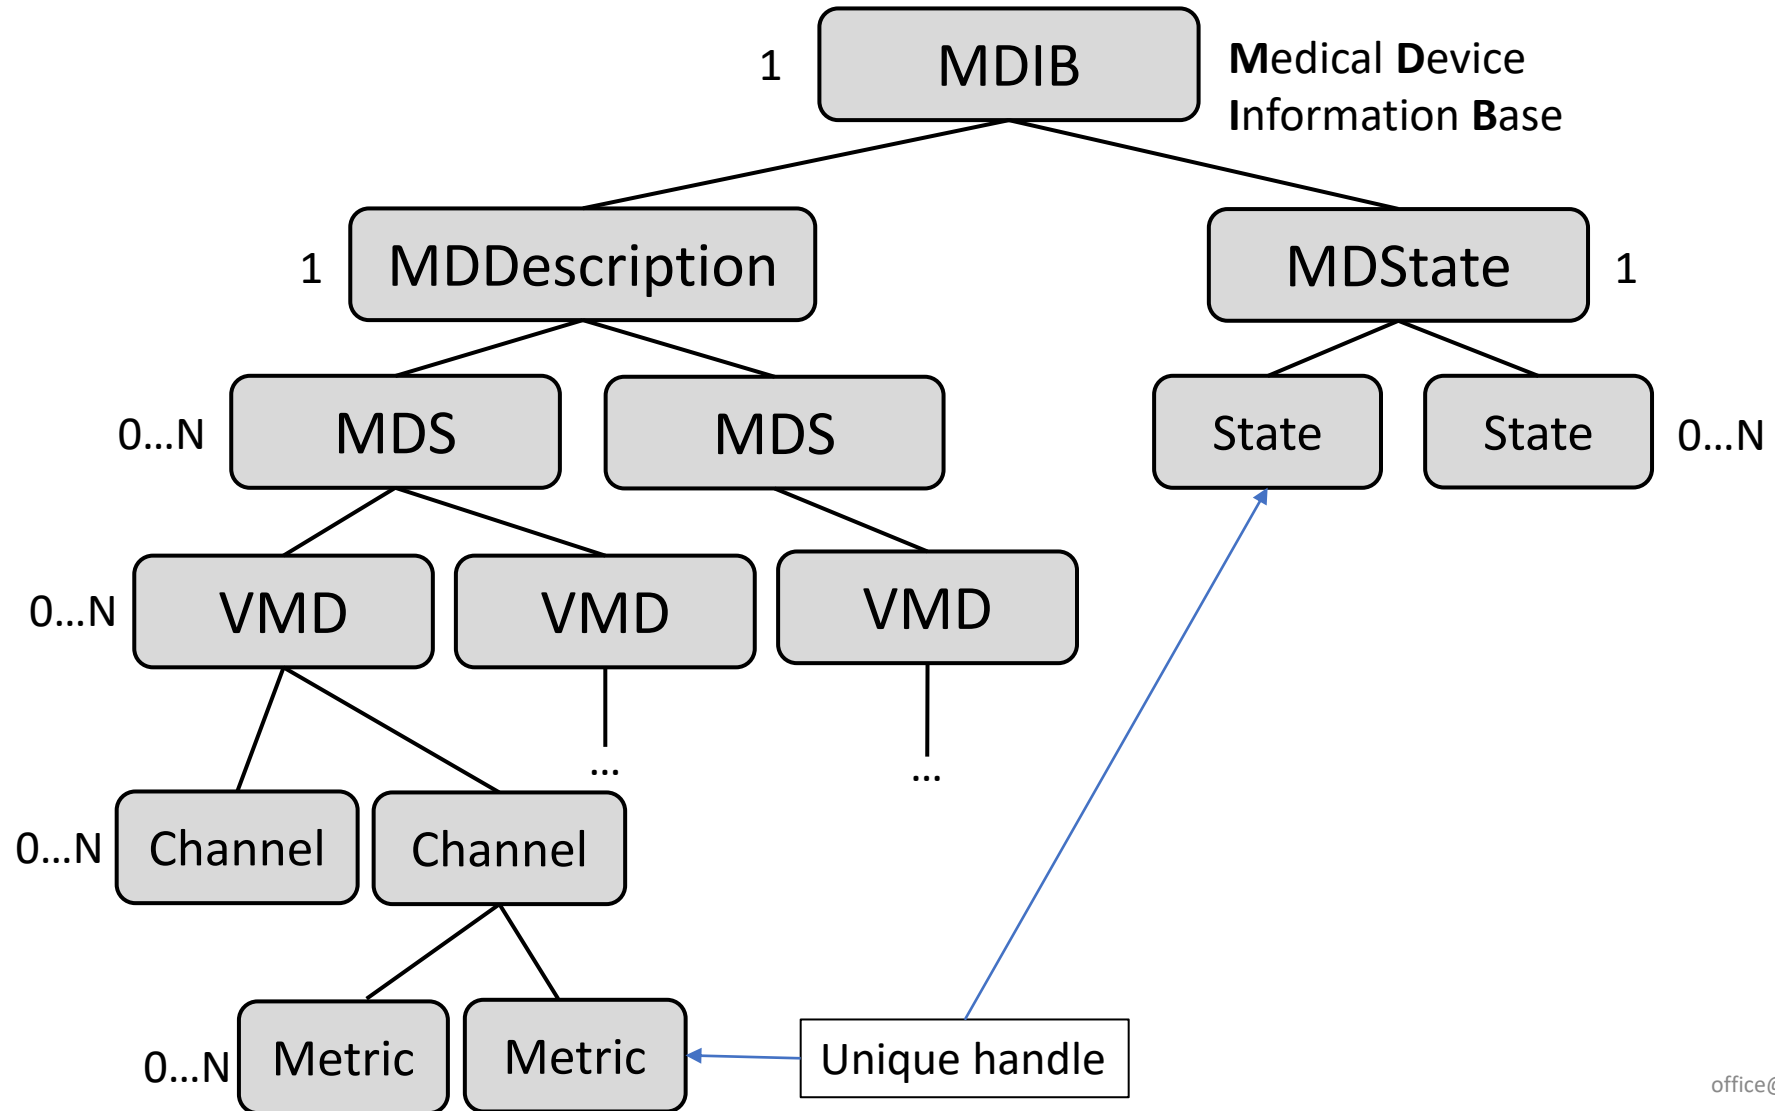 1
MDIB
Medical Device
Information Base
1
MDDescription
MDState
1
0...N
MDS
MDS
State
State
0...N
0...N
VMD
VMD
VMD
...
...
0...N
Channel
Channel
0...N
Metric
Metric
Unique handle
office@